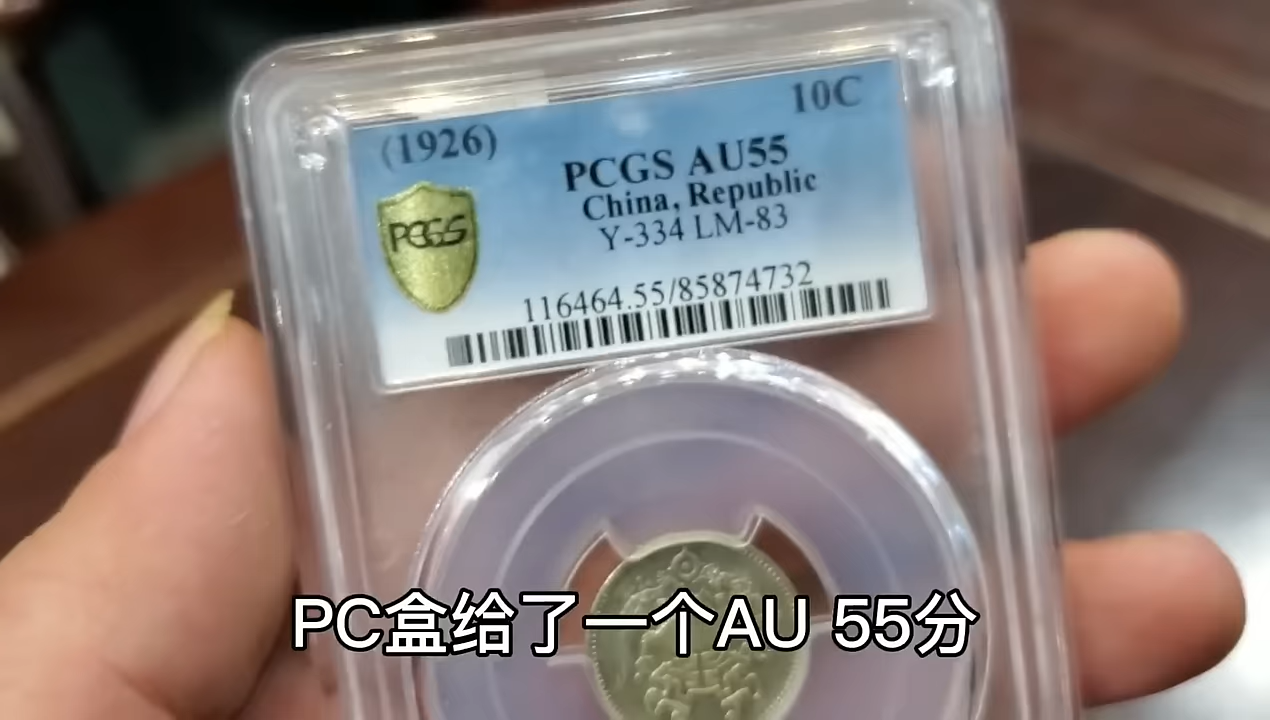 (1926)
10C
PCGS AU55
China, Republic
Y-334 LM-83
116464.55/85874732
PCGS
PC盒给了一个AU 55分